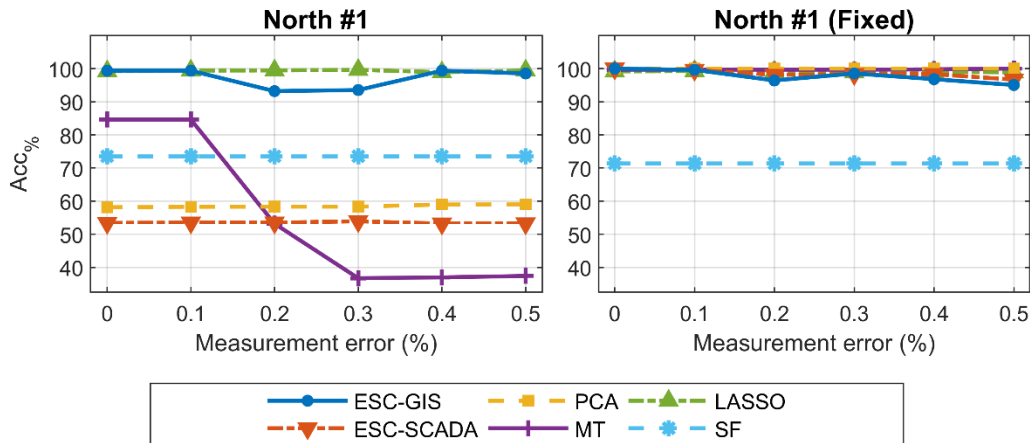 North #1
North #1 (Fixed)
Acc%
100
90
80
70
60
50
40
0 0.1 0.2 0.3 0.4 0.5
Measurement error (%)
100
90
80
70
60
50
40
0 0.1 0.2 0.3 0.4 0.5
Measurement error (%)
ESC-GIS PCA LASSO
ESC-SCADA MT SF